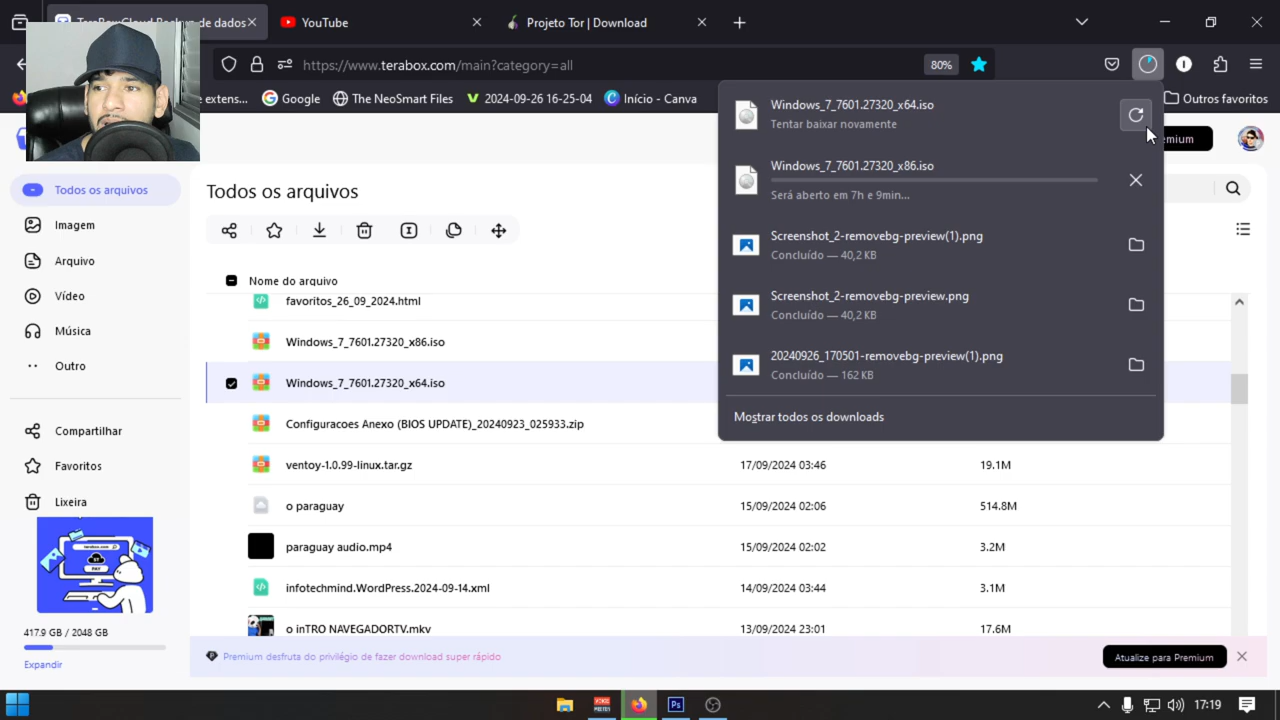 TeraBox Cloud Backup de dados
YouTube
Projeto Tor | Download
https://www.terabox.com/main?category=all
80%
e extens...
Google
The NeoSmart Files
2024-09-26 16-25-04
Início - Canva
Outros favoritos
Windows_7_7601.27320_x64.iso
Tentar baixar novamente
Windows_7_7601.27320_x86.iso
Será aberto em 7h e 9min...
Screenshot_2-removebg-preview(1).png
Concluído — 40,2 KB
Screenshot_2-removebg-preview.png
Concluído — 40,2 KB
20240926_170501-removebg-preview(1).png
Concluído — 162 KB
Mostrar todos os downloads
emium
Todos os arquivos
Imagem
Arquivo
Vídeo
Música
Outro
Compartilhar
Favoritos
Lixeira
417.9 GB / 2048 GB
Expandir
Todos os arquivos
Nome do arquivo
favoritos_26_09_2024.html
Windows_7_7601.27320_x86.iso
Windows_7_7601.27320_x64.iso
Configuracoes Anexo (BIOS UPDATE)_20240923_025933.zip
ventoy-1.0.99-linux.tar.gz 17/09/2024 03:46 19.1M
o paraguay 15/09/2024 02:06 514.8M
paraguay audio.mp4 15/09/2024 02:02 3.2M
infotechmind.WordPress.2024-09-14.xml 14/09/2024 03:44 3.1M
o inTRO NAVEGADORTV.mkv 13/09/2024 23:01 17.6M
Premium desfruta do privilégio de fazer download super rápido
Atualize para Premium
Ps
17:19